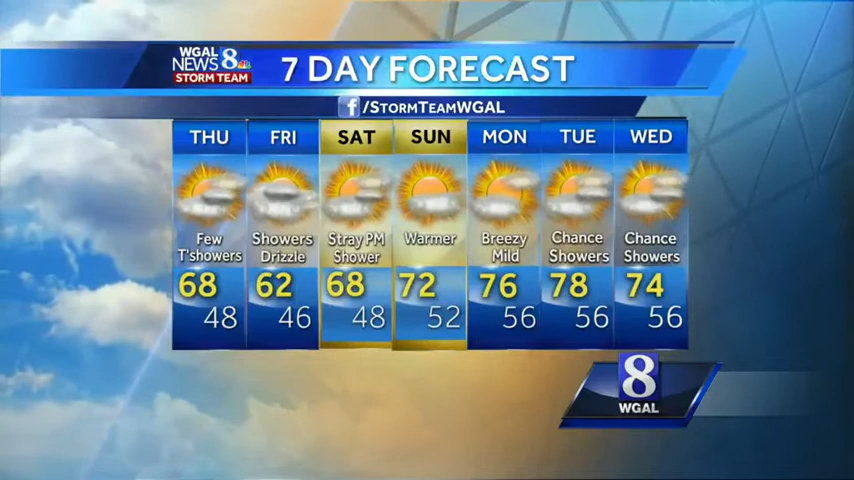 WGAL
NEWS 8
STORM TEAM
7 DAY FORECAST
f /STORMTEAMWGAL
THU FRI SAT SUN MON TUE WED
Few Showers Stray PM Warmer Breezy Chance Chance
T'showers Drizzle Shower Mild Showers Showers
68 62 68 72 76 78 74
48 46 48 52 56 56 56
8
WGAL